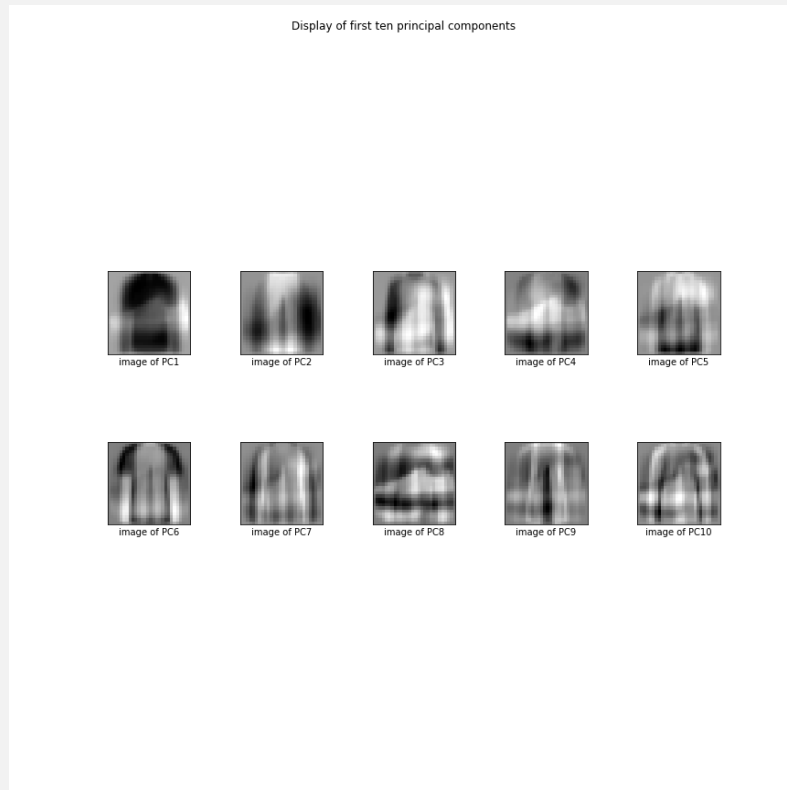 Display of first ten principal components
image of PC1
image of PC2
image of PC3
image of PC4
image of PC5
image of PC6
image of PC7
image of PC8
image of PC9
image of PC10